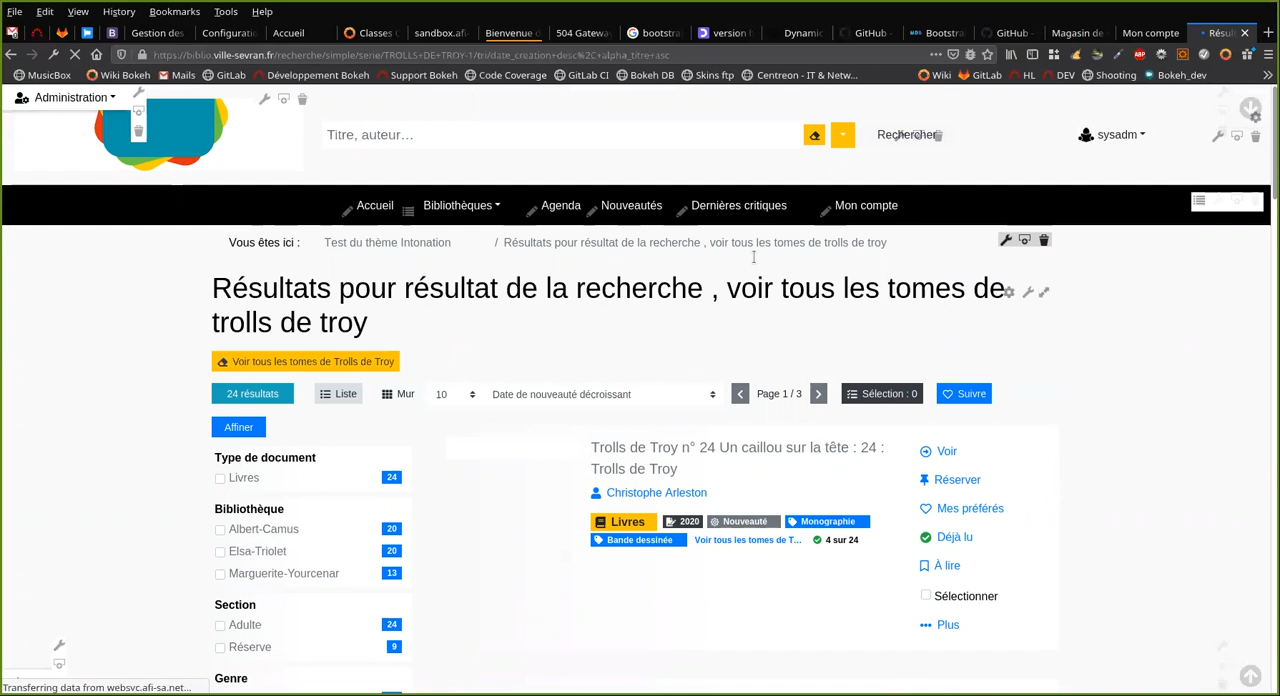 File Edit View History Bookmarks Tools Help
Gestion des Configurati Accueil Classes C sandbox.afi- Bienvenue d 504 Gateway bootstra version h Dynamic GitHub - Bootstra GitHub - Magasin de Mon compte Résul
https://biblio.ville-sevran.fr/recherche/simple/serie/TROLLS+DE+TROY-1/tri/date_creation+desc%2C+alpha_titre+asc
MusicBox Wiki Bokeh Mails GitLab Développement Bokeh Support Bokeh Code Coverage GitLab CI Bokeh DB Skins ftp Centreon - IT & Netw... Wiki GitLab HL DEV Shooting Bokeh_dev
Administration
Titre, auteur…
Rechercher
sysadm
Accueil Bibliothèques Agenda Nouveautés Dernières critiques Mon compte
Vous êtes ici : Test du thème Intonation / Résultats pour résultat de la recherche , voir tous les tomes de trolls de troy
Résultats pour résultat de la recherche , voir tous les tomes de
trolls de troy
Voir tous les tomes de Trolls de Troy
24 résultats Liste Mur 10 Date de nouveauté décroissant Page 1 / 3 Sélection : 0 Suivre
Affiner
Type de document
Livres 24
Bibliothèque
Albert-Camus 20
Elsa-Triolet 20
Marguerite-Yourcenar 13
Section
Adulte 24
Réserve 9
Genre
Trolls de Troy n° 24 Un caillou sur la tête : 24 :
Trolls de Troy
Christophe Arleston
Livres 2020 Nouveauté Monographie
Bande dessinée Voir tous les tomes de T... 4 sur 24
Voir
Réserver
Mes préférés
Déjà lu
À lire
Sélectionner
Plus
Transferring data from websvc.afi-sa.net...